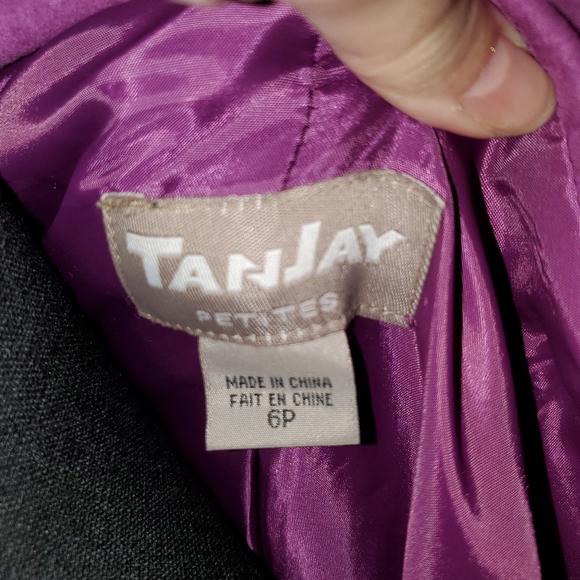 TANJAY
PETITES
MADE IN CHINA
FAIT EN CHINE
6P